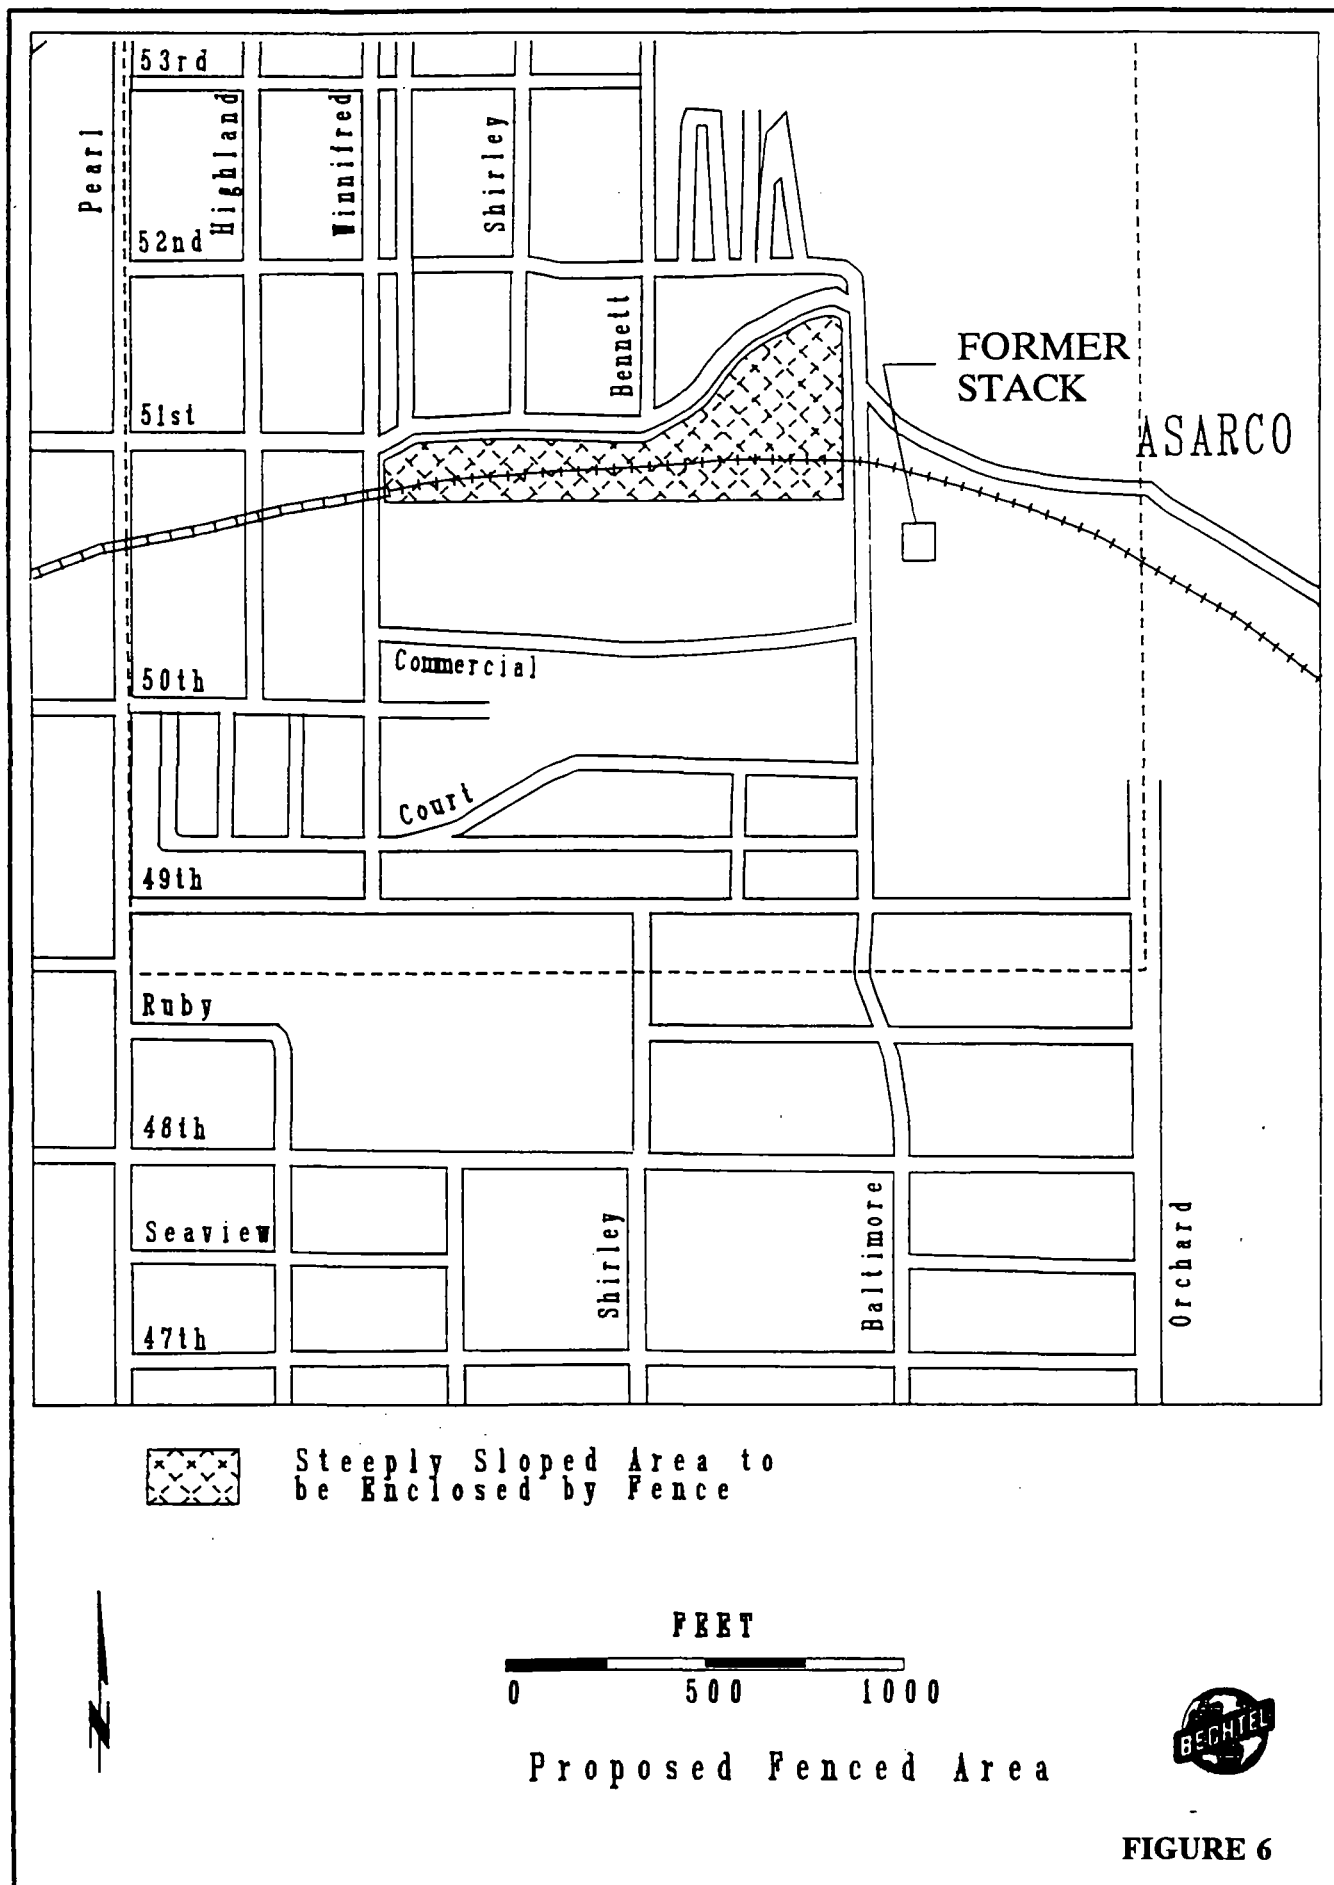 53rd
Pearl
Highland
Winnifred
Shirley
52nd
Bennett
FORMER
STACK
51st
ASARCO
Commercial
50th
Court
49th
Ruby
48th
Seaview
Shirley
Baltimore
Orchard
47th
Steeply Sloped Area to
be Enclosed by Fence
N
FEET
0 500 1000
BECHTEL
Proposed Fenced Area
FIGURE 6